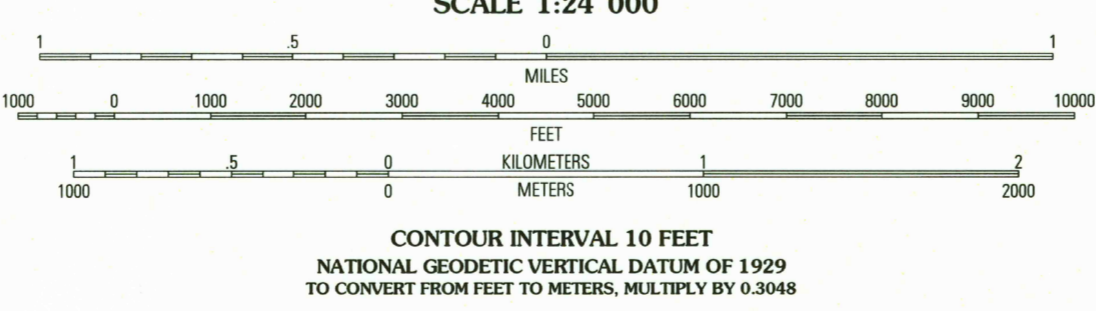 SCALE 1:24 000
1 .5 0 1
MILES
1000 0 1000 2000 3000 4000 5000 6000 7000 8000 9000 10000
FEET
1 .5 0 KILOMETERS 1 2
1000 0 METERS 1000 2000
CONTOUR INTERVAL 10 FEET
NATIONAL GEODETIC VERTICAL DATUM OF 1929
TO CONVERT FROM FEET TO METERS, MULTIPLY BY 0.3048